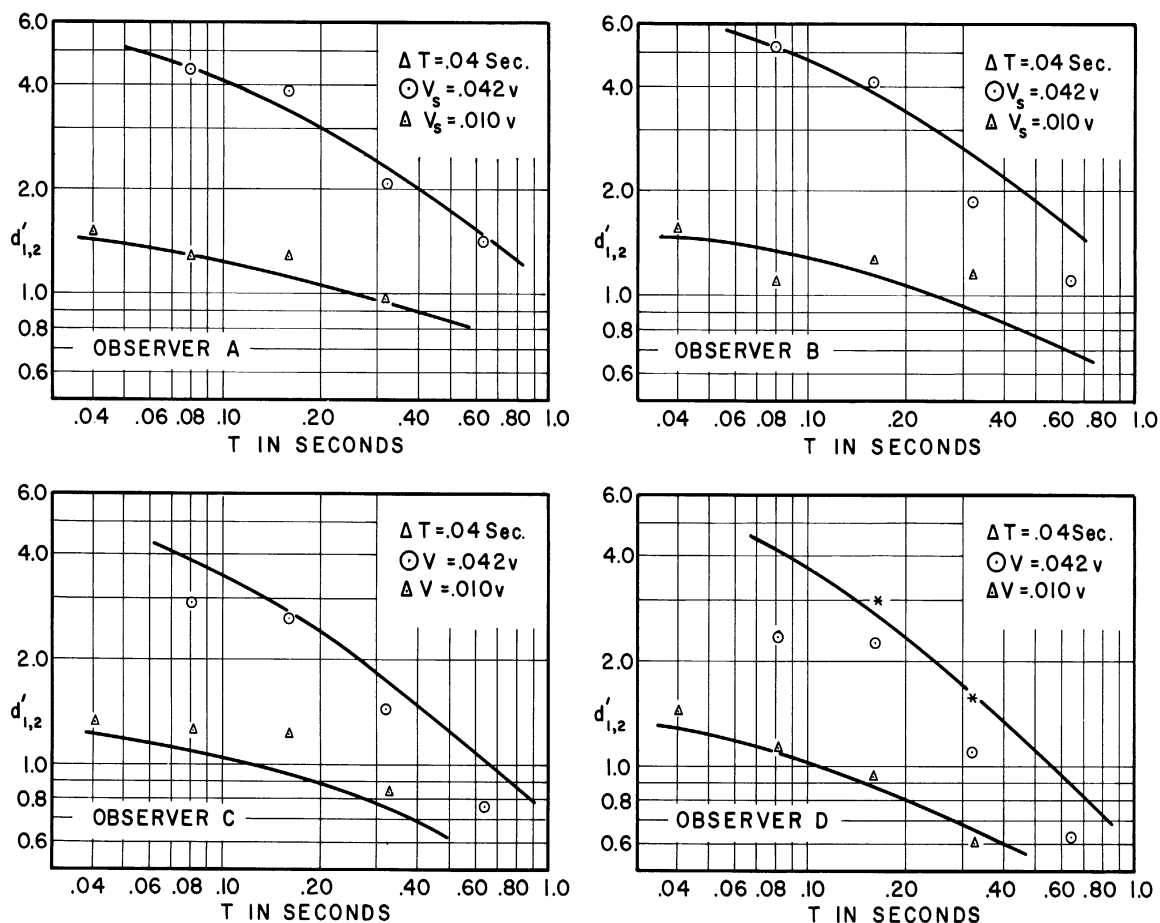 6.0
4.0
2.0
d′1,2
1.0
0.8
0.6
Δ T = .04 Sec.
⊙ Vs = .042 v
Δ Vs = .010 v
OBSERVER A
.04 .06 .08 .10 .20 .40 .60 .80 1.0
T IN SECONDS
6.0
4.0
2.0
d′1,2
1.0
0.8
0.6
Δ T = .04 Sec.
⊙ Vs = .042 v
Δ Vs = .010 v
OBSERVER B
.04 .06 .08 .10 .20 .40 .60 .80 1.0
T IN SECONDS
6.0
4.0
2.0
d′1,2
1.0
0.8
0.6
Δ T = .04 Sec.
⊙ V = .042 v
Δ V = .010 v
OBSERVER C
.04 .06 .08 .10 .20 .40 .60 .80 1.0
T IN SECONDS
6.0
4.0
2.0
d′1,2
1.0
0.8
0.6
Δ T = .04 Sec.
⊙ V = .042 v
Δ V = .010 v
OBSERVER D
.04 .06 .08 .10 .20 .40 .60 .80 1.0
T IN SECONDS